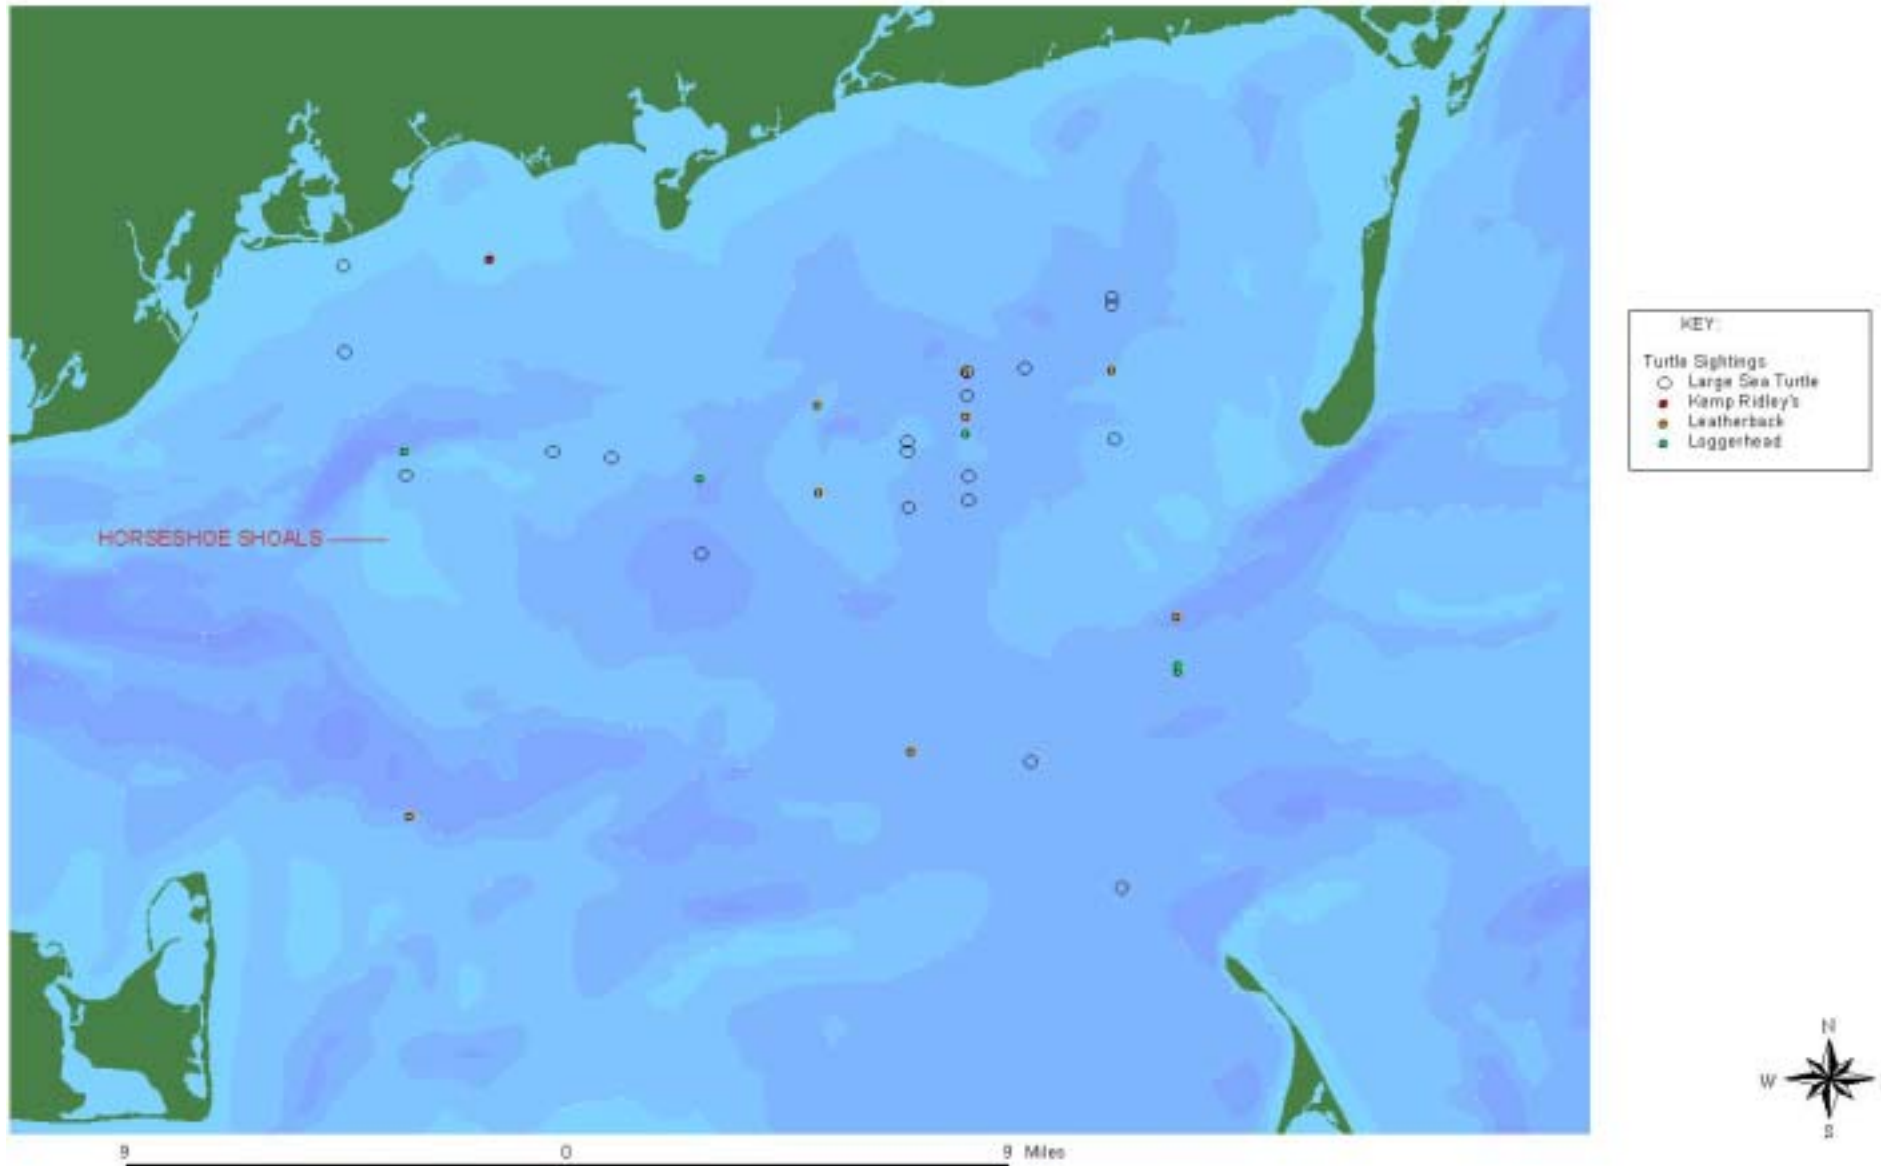 KEY:
Turtle Sightings
Large Sea Turtle
Kemp Ridley's
Leatherback
Loggerhead
HORSESHOE SHOALS
N
W
S
9 0 9 Miles